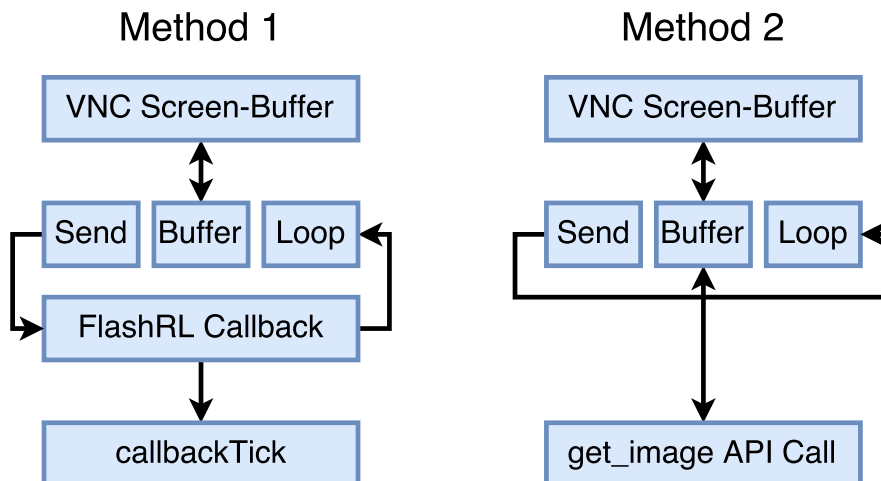 Method 1
VNC Screen-Buffer
Send Buffer Loop
FlashRL Callback
callbackTick
Method 2
VNC Screen-Buffer
Send Buffer Loop
get_image API Call